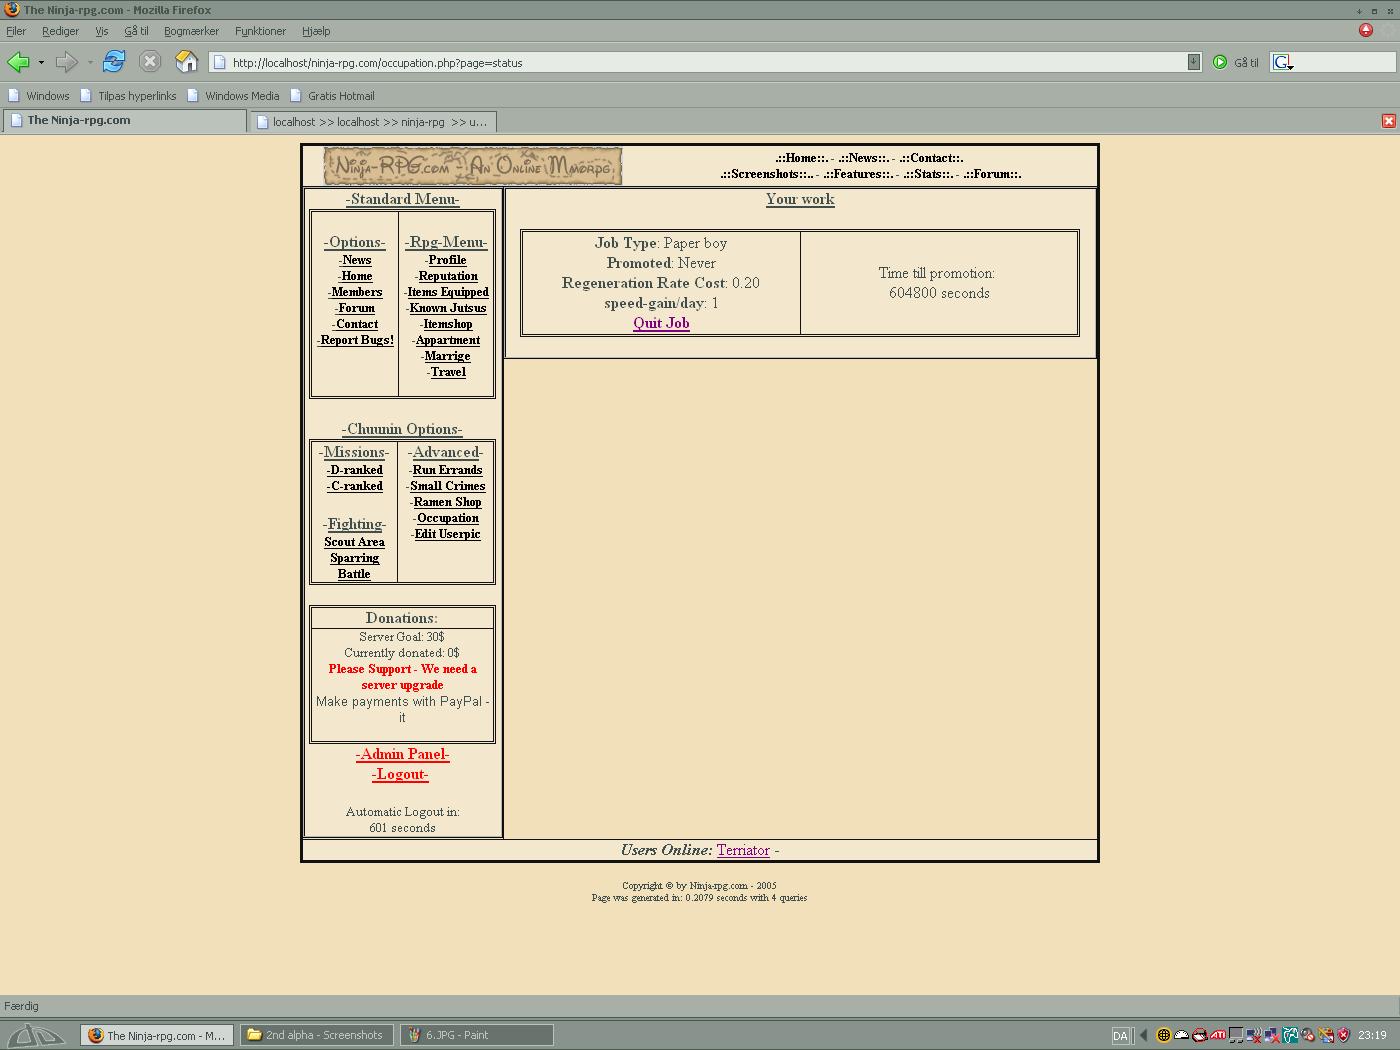 The Ninja-rpg.com - Mozilla Firefox
Filer Rediger Vis Gå til Bogmærker Funktioner Hjælp
http://localhost/ninja-rpg.com/occupation.php?page=status
Gå til
G
Windows Tilpas hyperlinks Windows Media Gratis Hotmail
The Ninja-rpg.com
localhost >> localhost >> ninja-rpg >> u...
Ninja-RPG.com - An Online Mmorpg.
.::Home::. - .::News::. - .::Contact::.
.::Screenshots::.. - .::Features::. - .::Stats::. - .::Forum::.
-Standard Menu-
-Options-
-News
-Home
-Members
-Forum
-Contact
-Report Bugs!
-Rpg-Menu-
-Profile
-Reputation
-Items Equipped
-Known Jutsus
-Itemshop
-Appartment
-Marrige
-Travel
-Chuunin Options-
-Missions-
-D-ranked
-C-ranked
-Fighting-
Scout Area
Sparring
Battle
-Advanced-
-Run Errands
-Small Crimes
-Ramen Shop
-Occupation
-Edit Userpic
Donations:
Server Goal: 30$
Currently donated: 0$
Please Support - We need a
server upgrade
Make payments with PayPal -
it
-Admin Panel-
-Logout-
Automatic Logout in:
601 seconds
Your work
Job Type: Paper boy
Promoted: Never
Regeneration Rate Cost: 0.20
speed-gain/day: 1
Quit Job
Time till promotion:
604800 seconds
Users Online: Terriator -
Copyright © by Ninja-rpg.com - 2005
Page was generated in: 0.2079 seconds with 4 queries
Færdig
The Ninja-rpg.com - M...
2nd alpha - Screenshots
6.JPG - Paint
DA
ATI
23:19